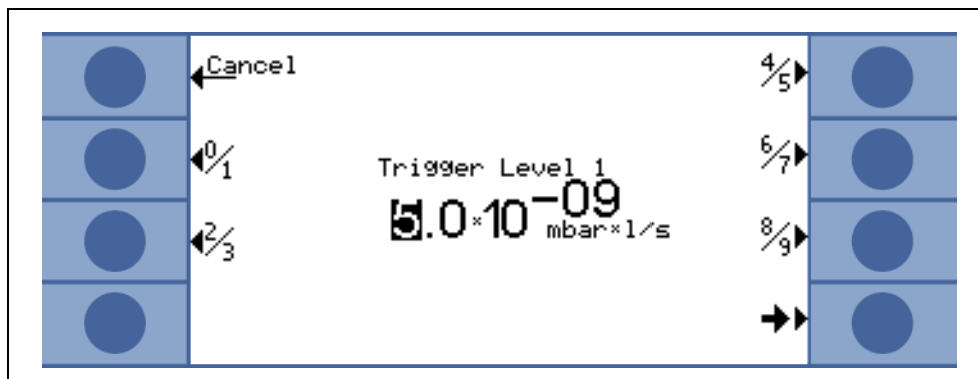 Cancel
4/5
0/1
6/7
Trigger Level 1
5.0×10⁻⁰⁹
mbar×l/s
2/3
8/9